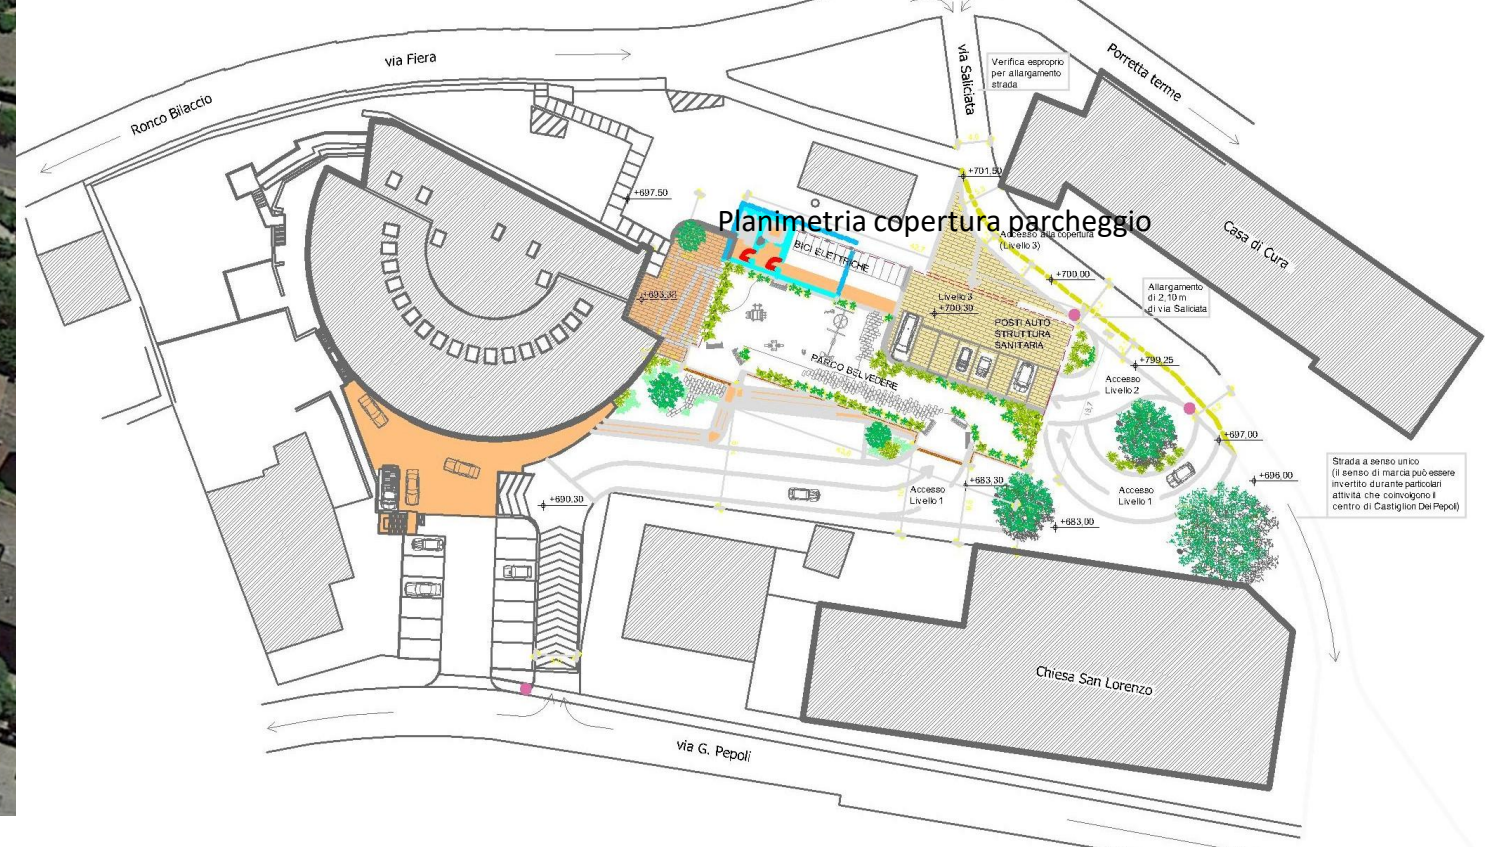 via Fiera
Ronco Bilaccio
via Saliciata
Verifica esproprio
per allargamento
strada
Porretta terme
+701,50
+697.50
Planimetria copertura parcheggio
Accesso alla copertura
(Livello 3)
Casa di Cura
BICI ELETTRICHE
+700,00
Allargamento
di 2,10 m
di via Saliciata
+693,38
Livello 3
+700.30
POSTI AUTO
STRUTTURA
SANITARIA
PARCO BELVEDERE
+799,25
Accesso
Livello 2
+697,00
Strada a senso unico
(il senso di marcia può essere
invertito durante particolari
attività che coinvolgono il
centro di Castiglion Dei Pepoli)
+696,00
+690.30
Accesso
Livello 1
+683,30
Accesso
Livello 1
+683,00
Chiesa San Lorenzo
via G. Pepoli